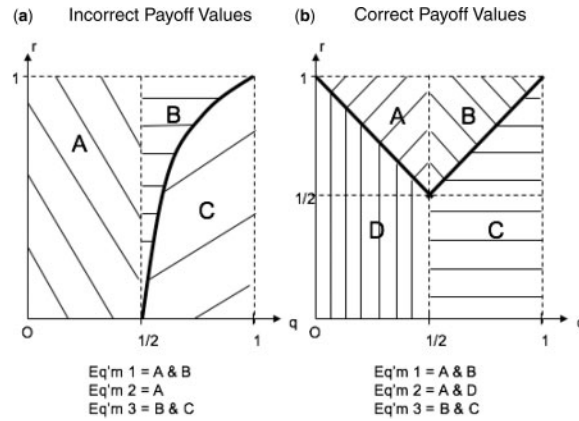 (a) Incorrect Payoff Values
r
1
A
B
C
O
1/2
1
q
Eq'm 1 = A & B
Eq'm 2 = A
Eq'm 3 = B & C
(b) Correct Payoff Values
r
1
A
B
1/2
D
C
O
1/2
1
Eq'm 1 = A & B
Eq'm 2 = A & D
Eq'm 3 = B & C